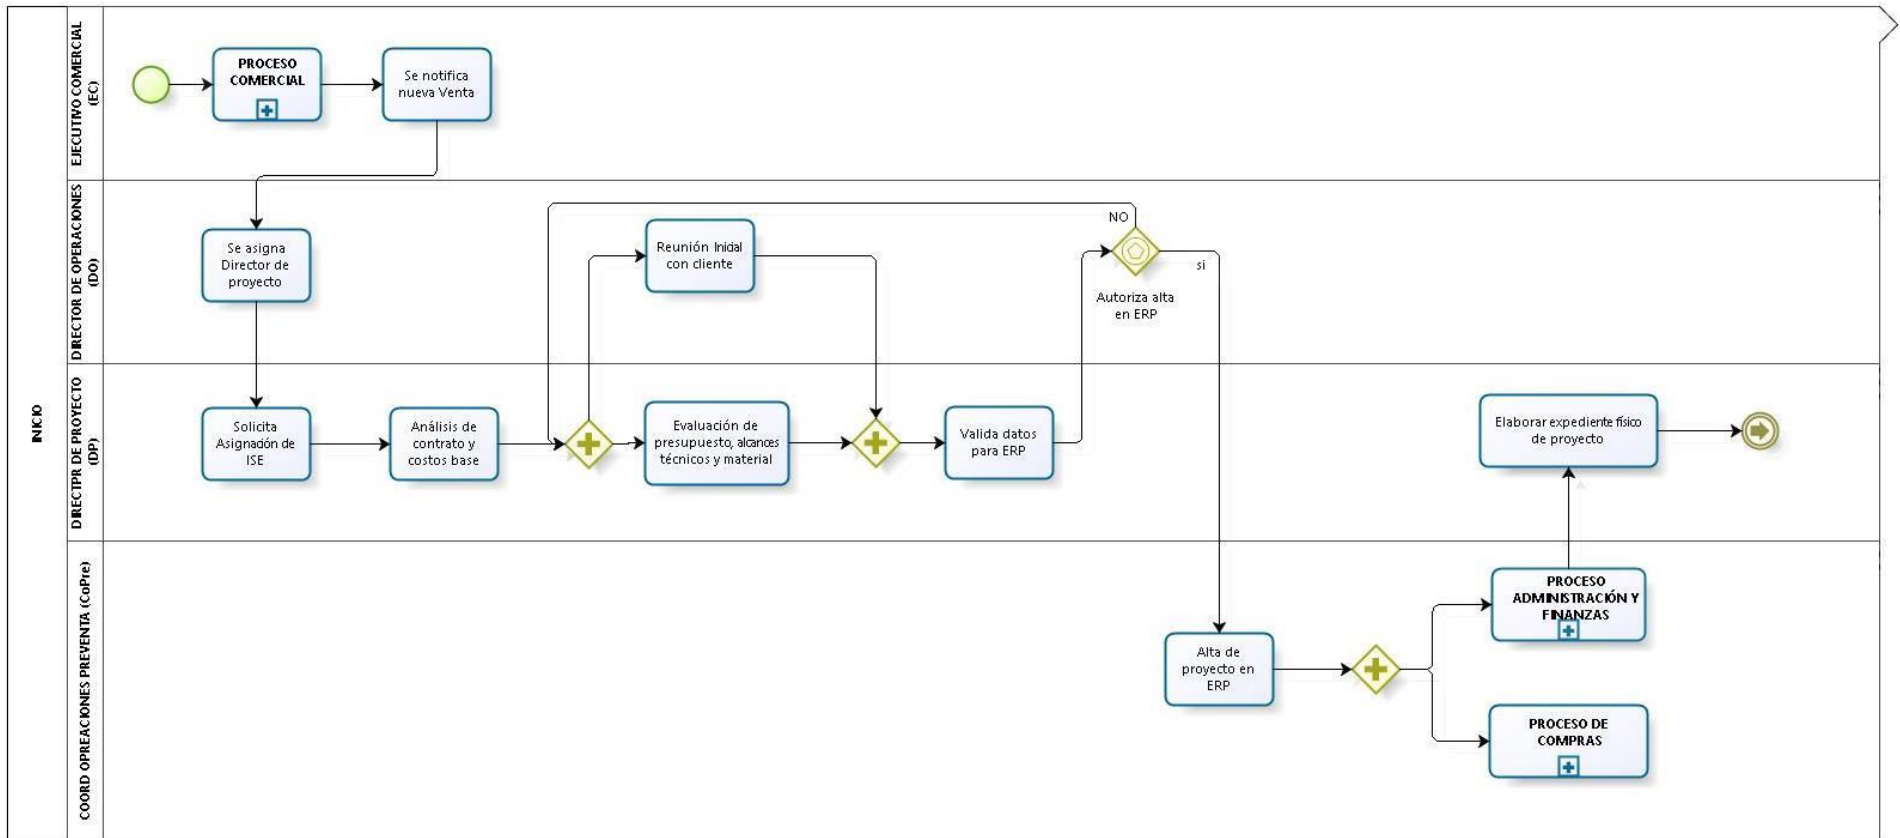 INICIO
EJECUTIVO COMERCIAL
(EC)
PROCESO
COMERCIAL
Se notifica
nueva Venta
DIRECTOR DE OPERACIONES
(DO)
Se asigna
Director de
proyecto
Reunión Inicial
con cliente
NO
si
Autoriza alta
en ERP
DIRECTPR DE PROYECTO
(DP)
Solicita
Asignación de
ISE
Análisis de
contrato y
costos base
Evaluación de
presupuesto, alcances
técnicos y material
Valida datos
para ERP
Elaborar expediente físico
de proyecto
COORD OPREACIONES PREVENTA (CoPre)
Alta de
proyecto en
ERP
PROCESO
ADMINISTRACIÓN Y
FINANZAS
PROCESO DE
COMPRAS